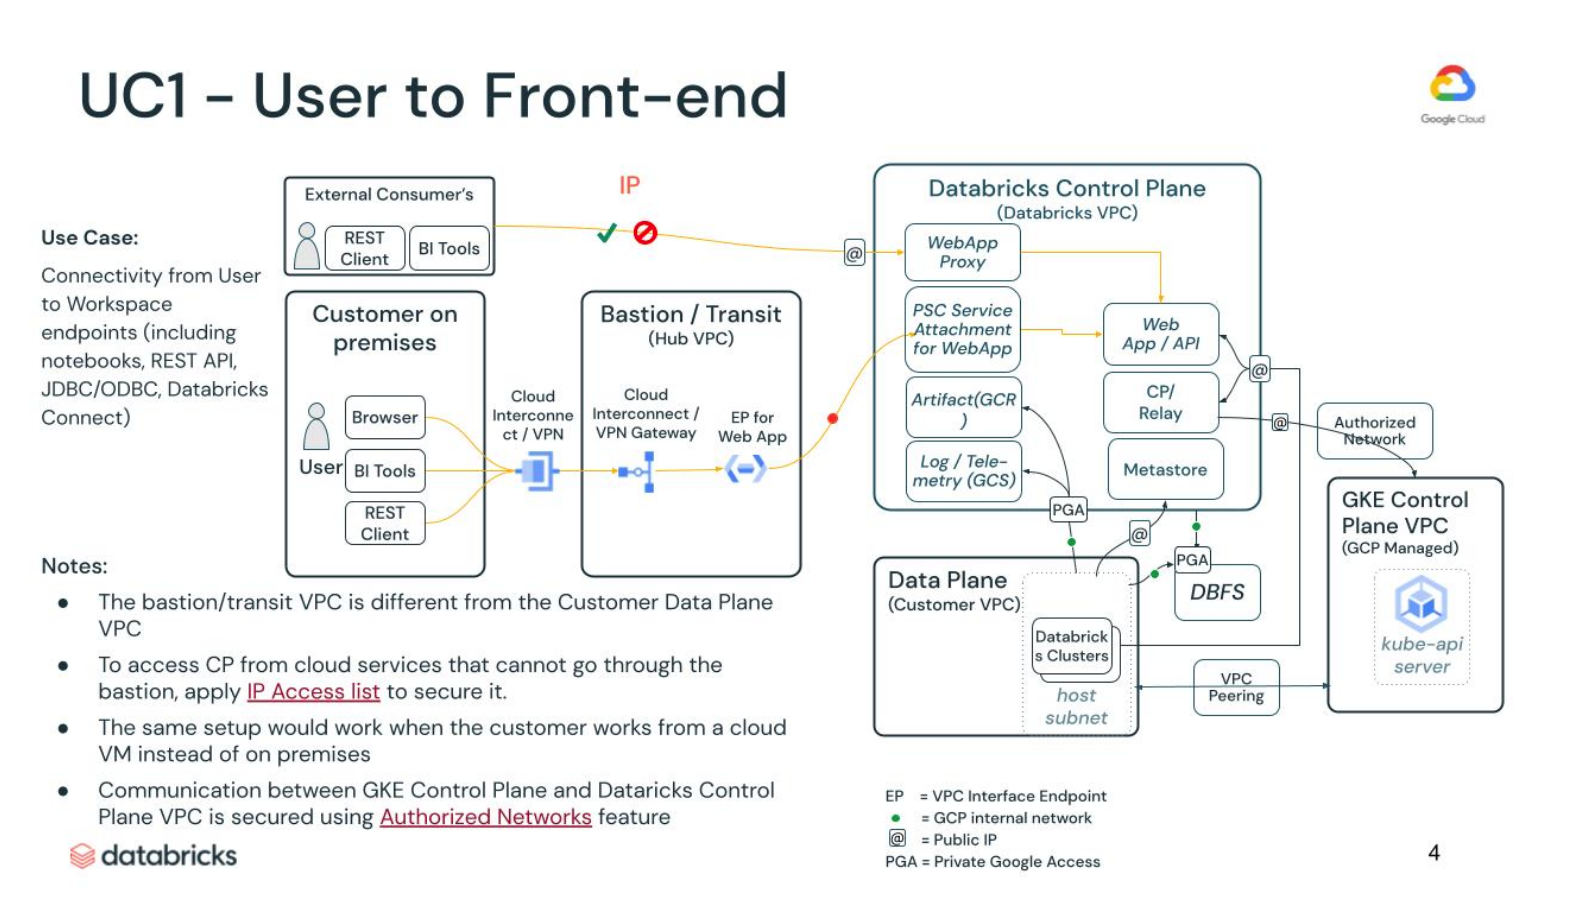 UC1 - User to Front-end
Google Cloud
Use Case:
Connectivity from User
to Workspace
endpoints (including
notebooks, REST API,
JDBC/ODBC, Databricks
Connect)
External Consumer's
REST
Client
BI Tools
IP
@
Customer on
premises
User
Browser
BI Tools
REST
Client
Cloud
Interconne
ct / VPN
Bastion / Transit
(Hub VPC)
Cloud
Interconnect /
VPN Gateway
EP for
Web App
Databricks Control Plane
(Databricks VPC)
WebApp
Proxy
PSC Service
Attachment
for WebApp
Artifact(GCR
)
Log / Tele-
metry (GCS)
Web
App / API
CP/
Relay
Metastore
@
@
Authorized
Network
PGA
@
PGA
DBFS
Data Plane
(Customer VPC)
Databrick
s Clusters
host
subnet
VPC
Peering
GKE Control
Plane VPC
(GCP Managed)
kube-api
server
Notes:
● The bastion/transit VPC is different from the Customer Data Plane
VPC
● To access CP from cloud services that cannot go through the
bastion, apply IP Access list to secure it.
● The same setup would work when the customer works from a cloud
VM instead of on premises
● Communication between GKE Control Plane and Dataricks Control
Plane VPC is secured using Authorized Networks feature
EP = VPC Interface Endpoint
● = GCP internal network
@ = Public IP
PGA = Private Google Access
databricks
4